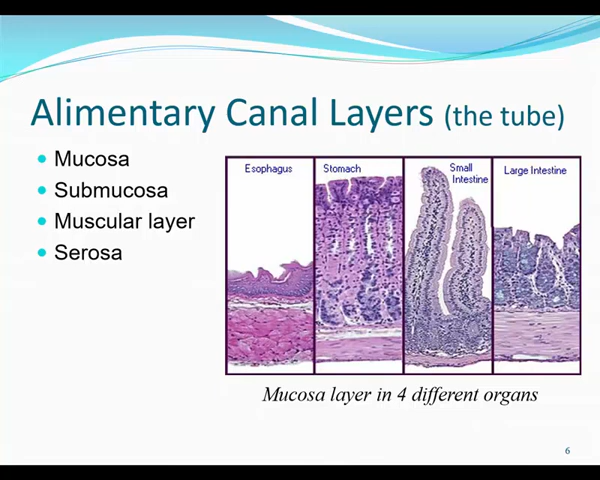 Alimentary Canal Layers (the tube)
Mucosa
Submucosa
Muscular layer
Serosa
Esophagus
Stomach
Small
Intestine
Large Intestine
Mucosa layer in 4 different organs
6